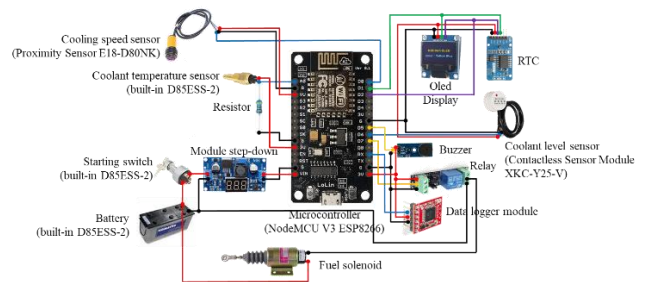 Cooling speed sensor
(Proximity Sensor E18-D80NK)
Coolant temperature sensor
(built-in D85ESS-2)
Resistor
Module step-down
Starting switch
(built-in D85ESS-2)
Battery
(built-in D85ESS-2)
Microcontroller
(NodeMCU V3 ESP8266)
LoLin
Fuel solenoid
Oled
Display
RTC
Coolant level sensor
(Contactless Sensor Module
XKC-Y25-V)
Buzzer
Relay
Data logger module